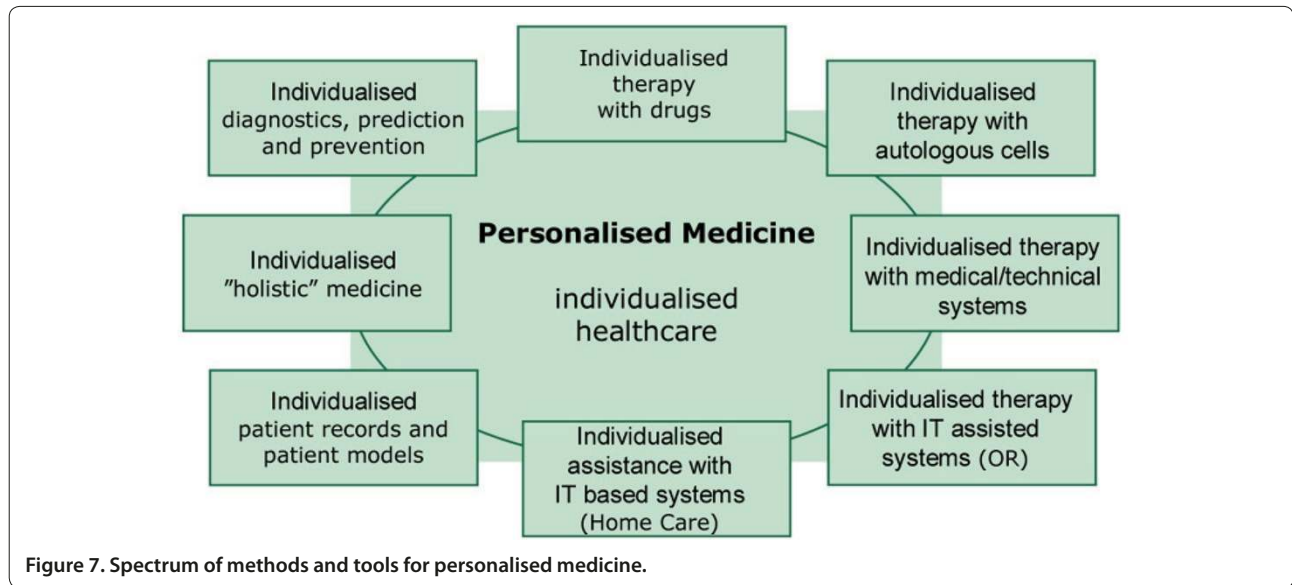 Individualised
therapy
with drugs
Individualised
therapy with
autologous cells
Individualised therapy
with medical/technical
systems
Individualised therapy
with IT assisted
systems (OR)
Individualised
assistance with
IT based systems
(Home Care)
Individualised
patient records and
patient models
Individualised
”holistic” medicine
Individualised
diagnostics, prediction
and prevention
Personalised Medicine
individualised
healthcare
Figure 7. Spectrum of methods and tools for personalised medicine.